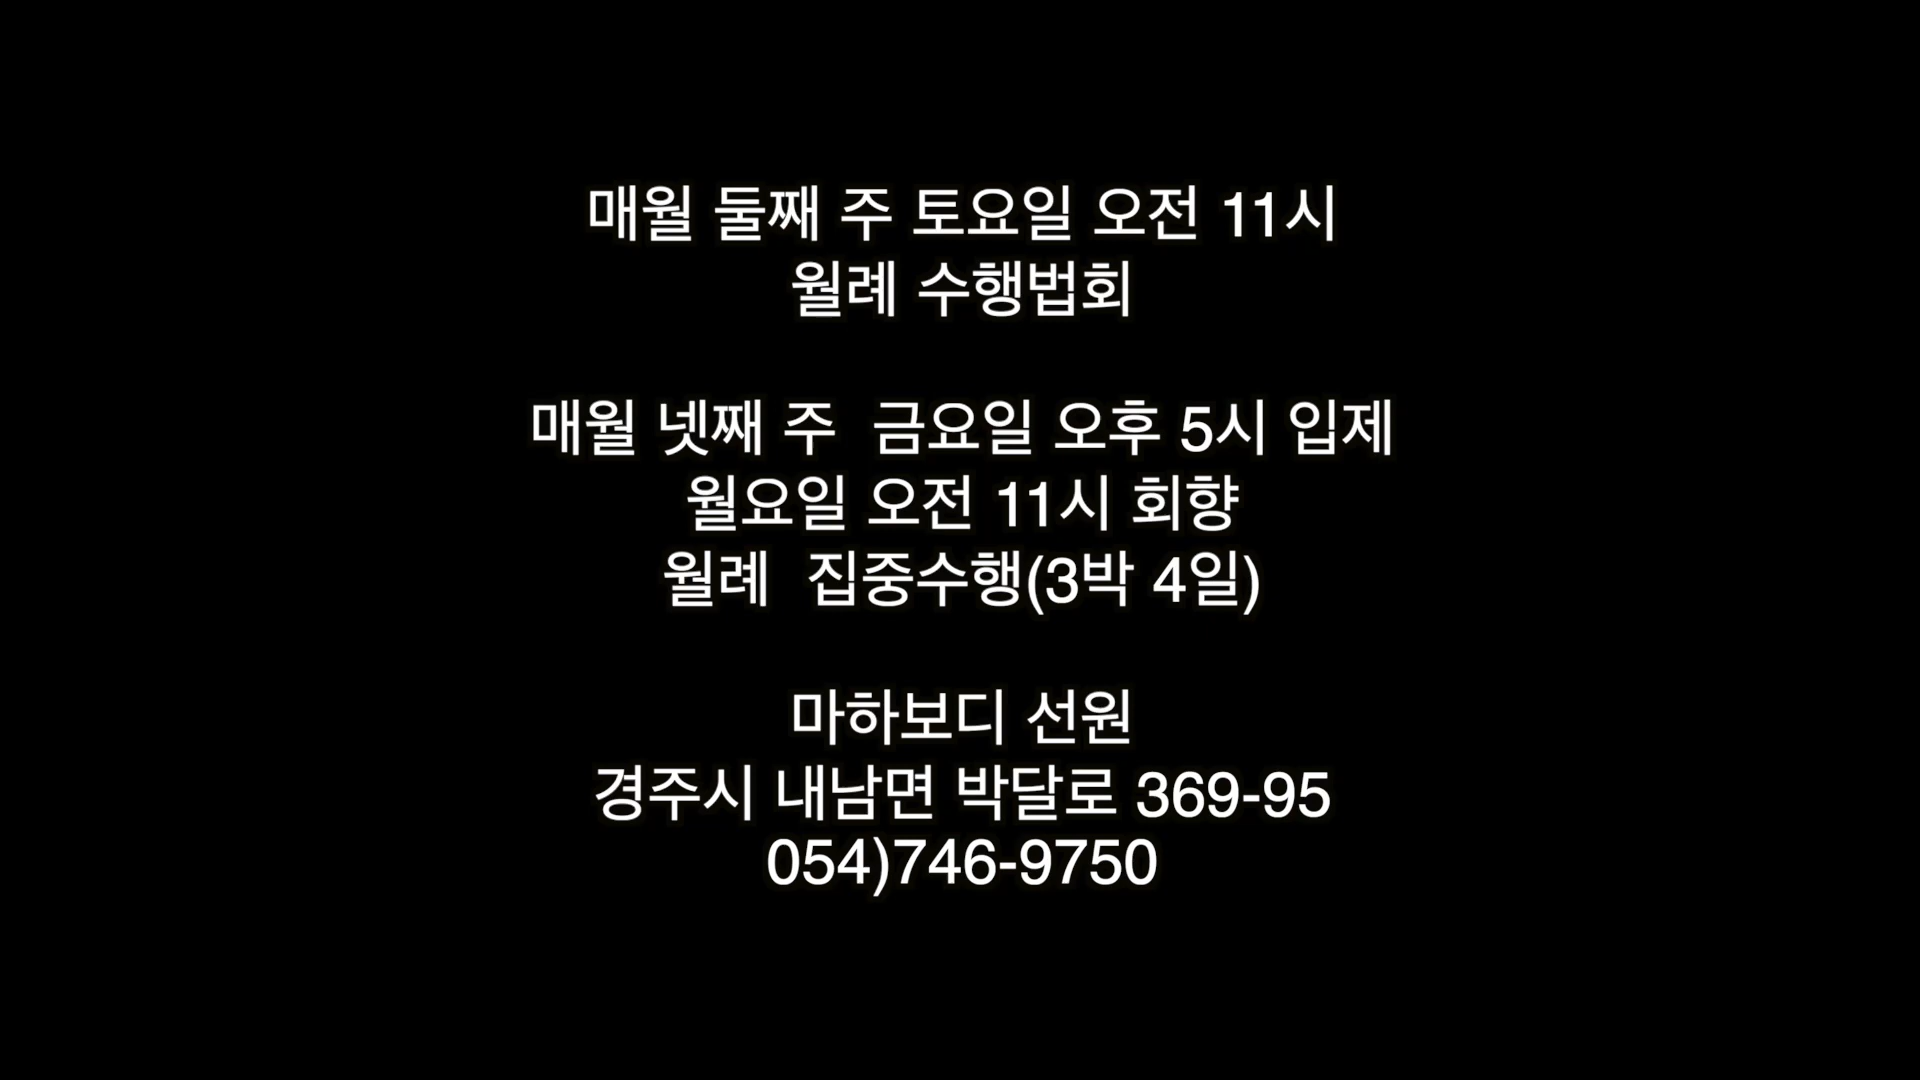 매월 둘째 주 토요일 오전 11시
월례 수행법회
매월 넷째 주 금요일 오후 5시 입제
월요일 오전 11시 회향
월례 집중수행(3박 4일)
마하보디 선원
경주시 내남면 박달로 369-95
054)746-9750